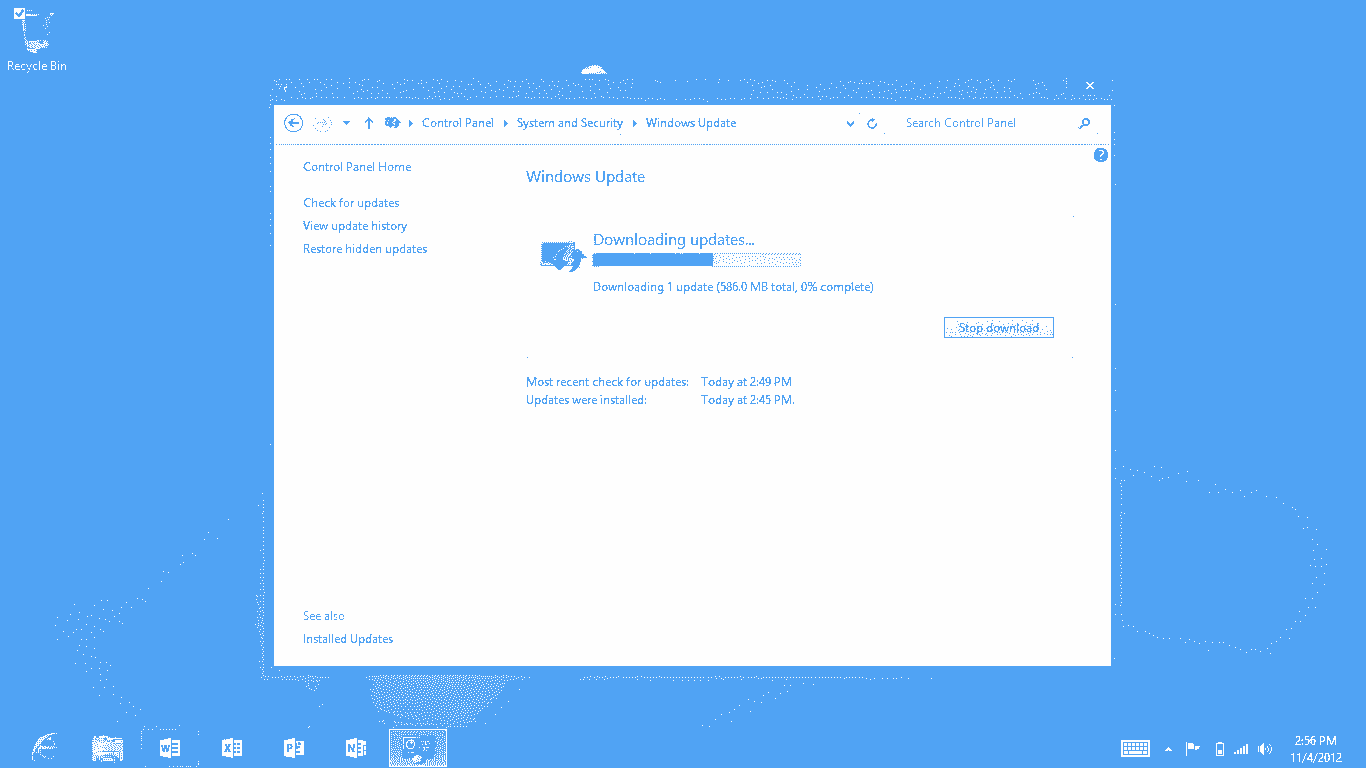 Recycle Bin
Control Panel
System and Security
Windows Update
Search Control Panel
?
Control Panel Home
Windows Update
Check for updates
View update history
Restore hidden updates
Downloading updates...
Downloading 1 update (586.0 MB total, 0% complete)
Stop download
Most recent check for updates: Today at 2:49 PM
Updates were installed: Today at 2:45 PM.
See also
Installed Updates
W
X
P
N
2:56 PM
11/4/2012